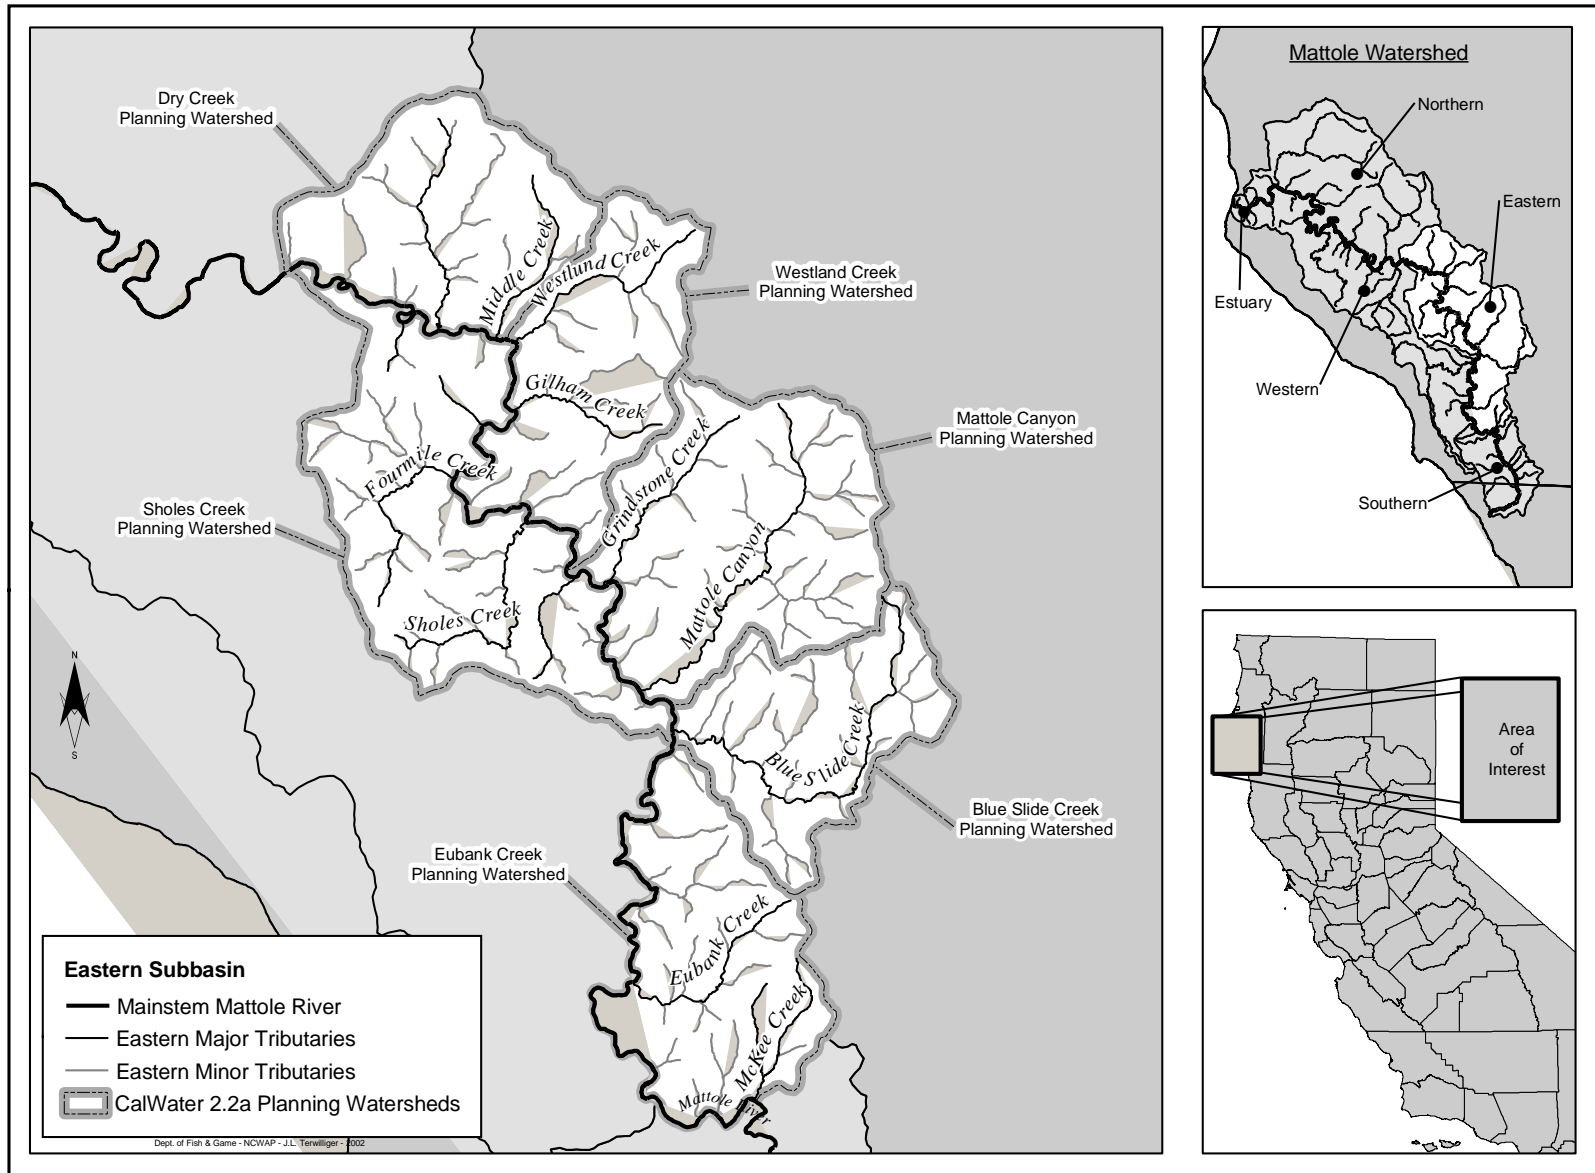 Dry Creek
Planning Watershed
Middle Creek
Westlund Creek
Westland Creek
Planning Watershed
Gilham Creek
Mattole Canyon
Planning Watershed
Grindstone Creek
Fourmile Creek
Sholes Creek
Planning Watershed
Mattole Canyon
Sholes Creek
N
S
Blue Slide Creek
Blue Slide Creek
Planning Watershed
Eubank Creek
Planning Watershed
Eubank Creek
McKee Creek
Mattole River
Eastern Subbasin
Mainstem Mattole River
Eastern Major Tributaries
Eastern Minor Tributaries
CalWater 2.2a Planning Watersheds
Dept. of Fish & Game - NCWAP - J.L. Terwilliger - 2002
Mattole Watershed
Northern
Eastern
Estuary
Western
Southern
Area
of
Interest